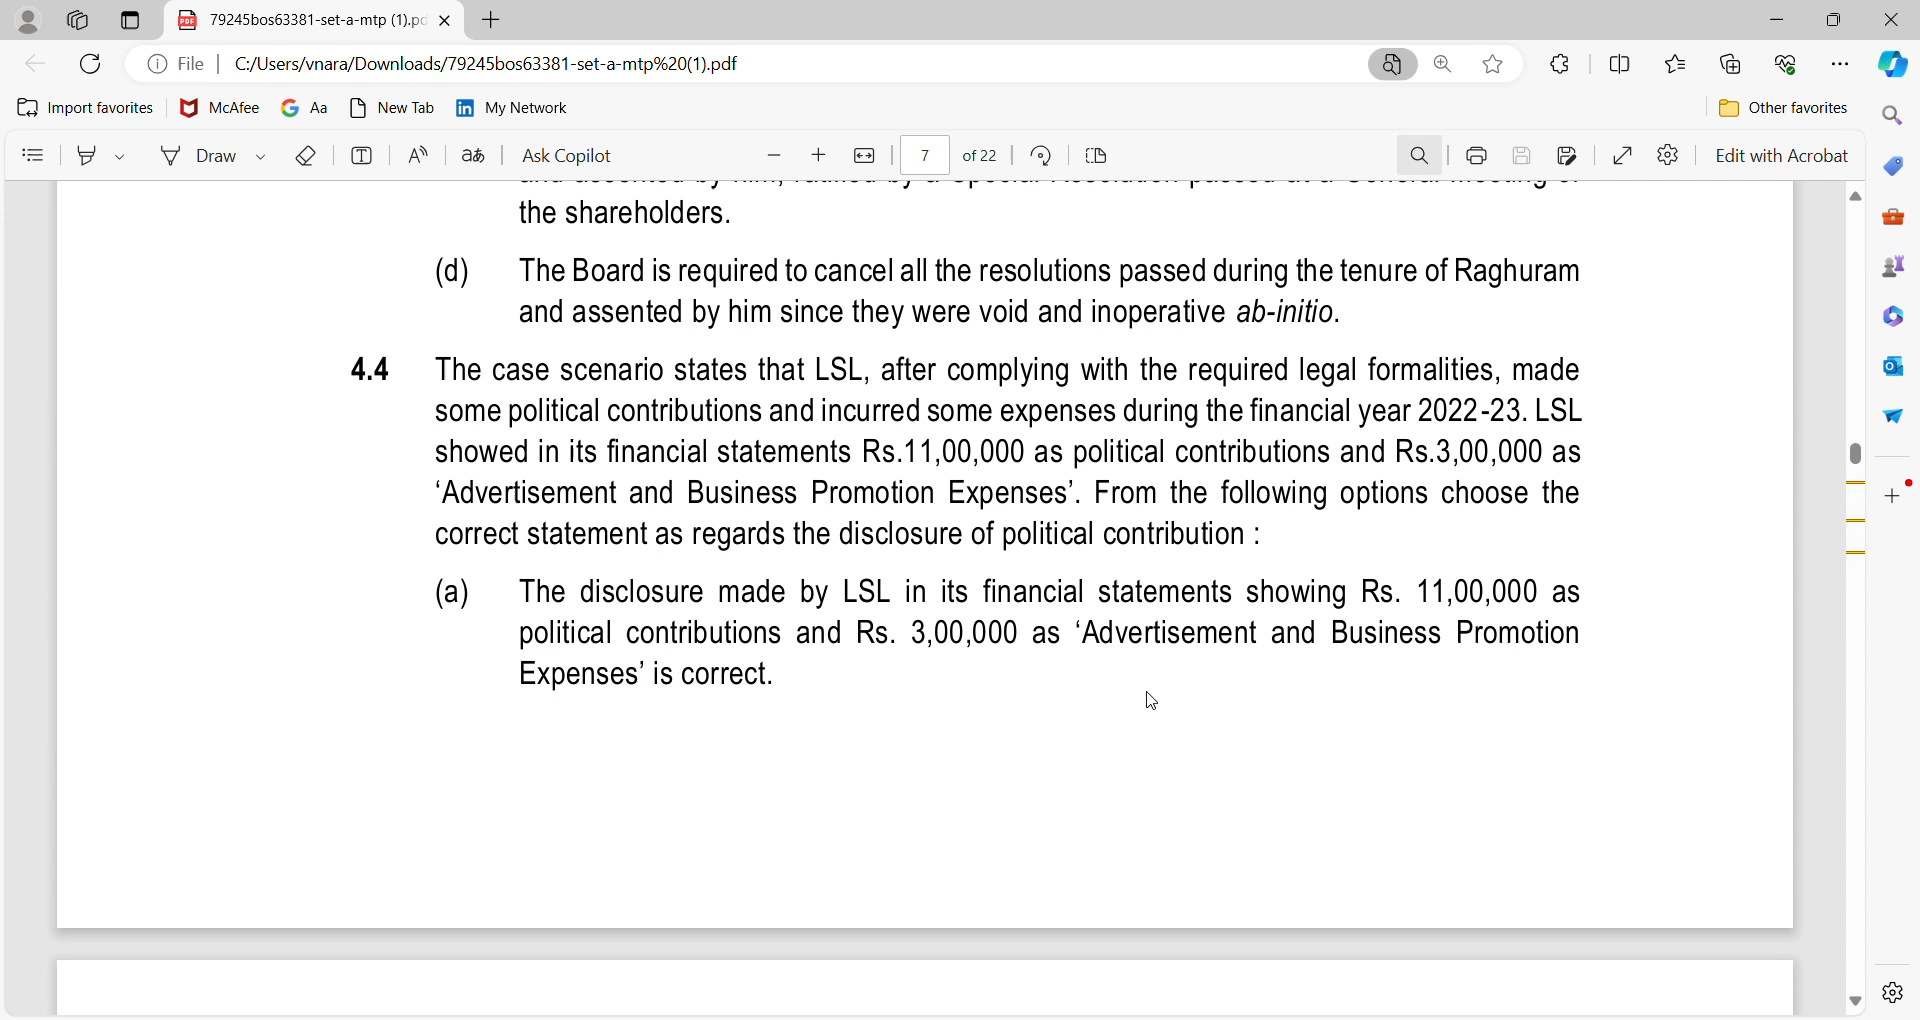 79245bos63381-set-a-mtp (1).pd
File
C:/Users/vnara/Downloads/79245bos63381-set-a-mtp%20(1).pdf
Import favorites
McAfee
Aa
New Tab
My Network
Other favorites
Draw
Ask Copilot
7
of 22
Edit with Acrobat
the shareholders.
(d) The Board is required to cancel all the resolutions passed during the tenure of Raghuram
and assented by him since they were void and inoperative ab-initio.
4.4 The case scenario states that LSL, after complying with the required legal formalities, made
some political contributions and incurred some expenses during the financial year 2022-23. LSL
showed in its financial statements Rs.11,00,000 as political contributions and Rs.3,00,000 as
‘Advertisement and Business Promotion Expenses’. From the following options choose the
correct statement as regards the disclosure of political contribution :
(a) The disclosure made by LSL in its financial statements showing Rs. 11,00,000 as
political contributions and Rs. 3,00,000 as ‘Advertisement and Business Promotion
Expenses’ is correct.